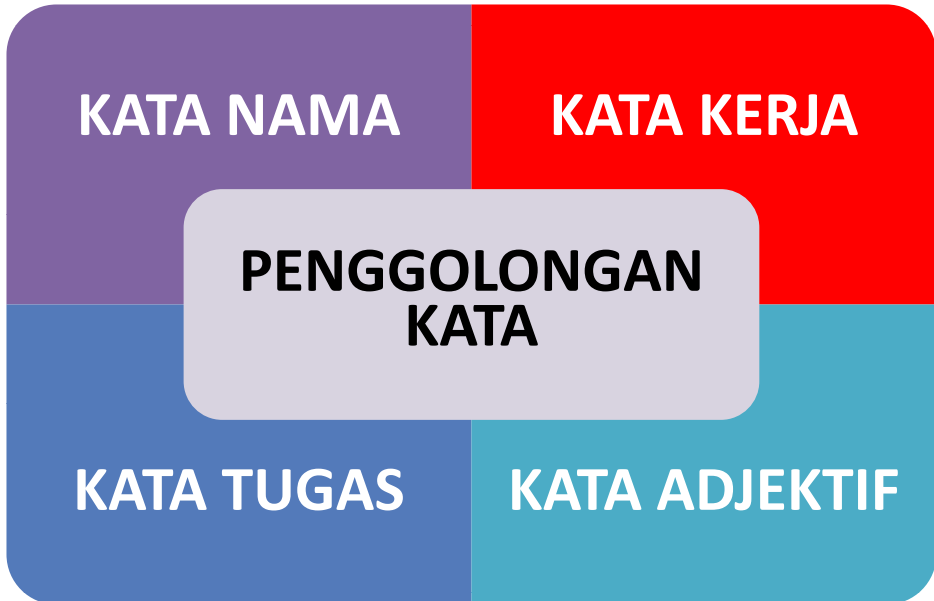 KATA NAMA
KATA KERJA
PENGGOLONGAN
KATA
KATA TUGAS
KATA ADJEKTIF